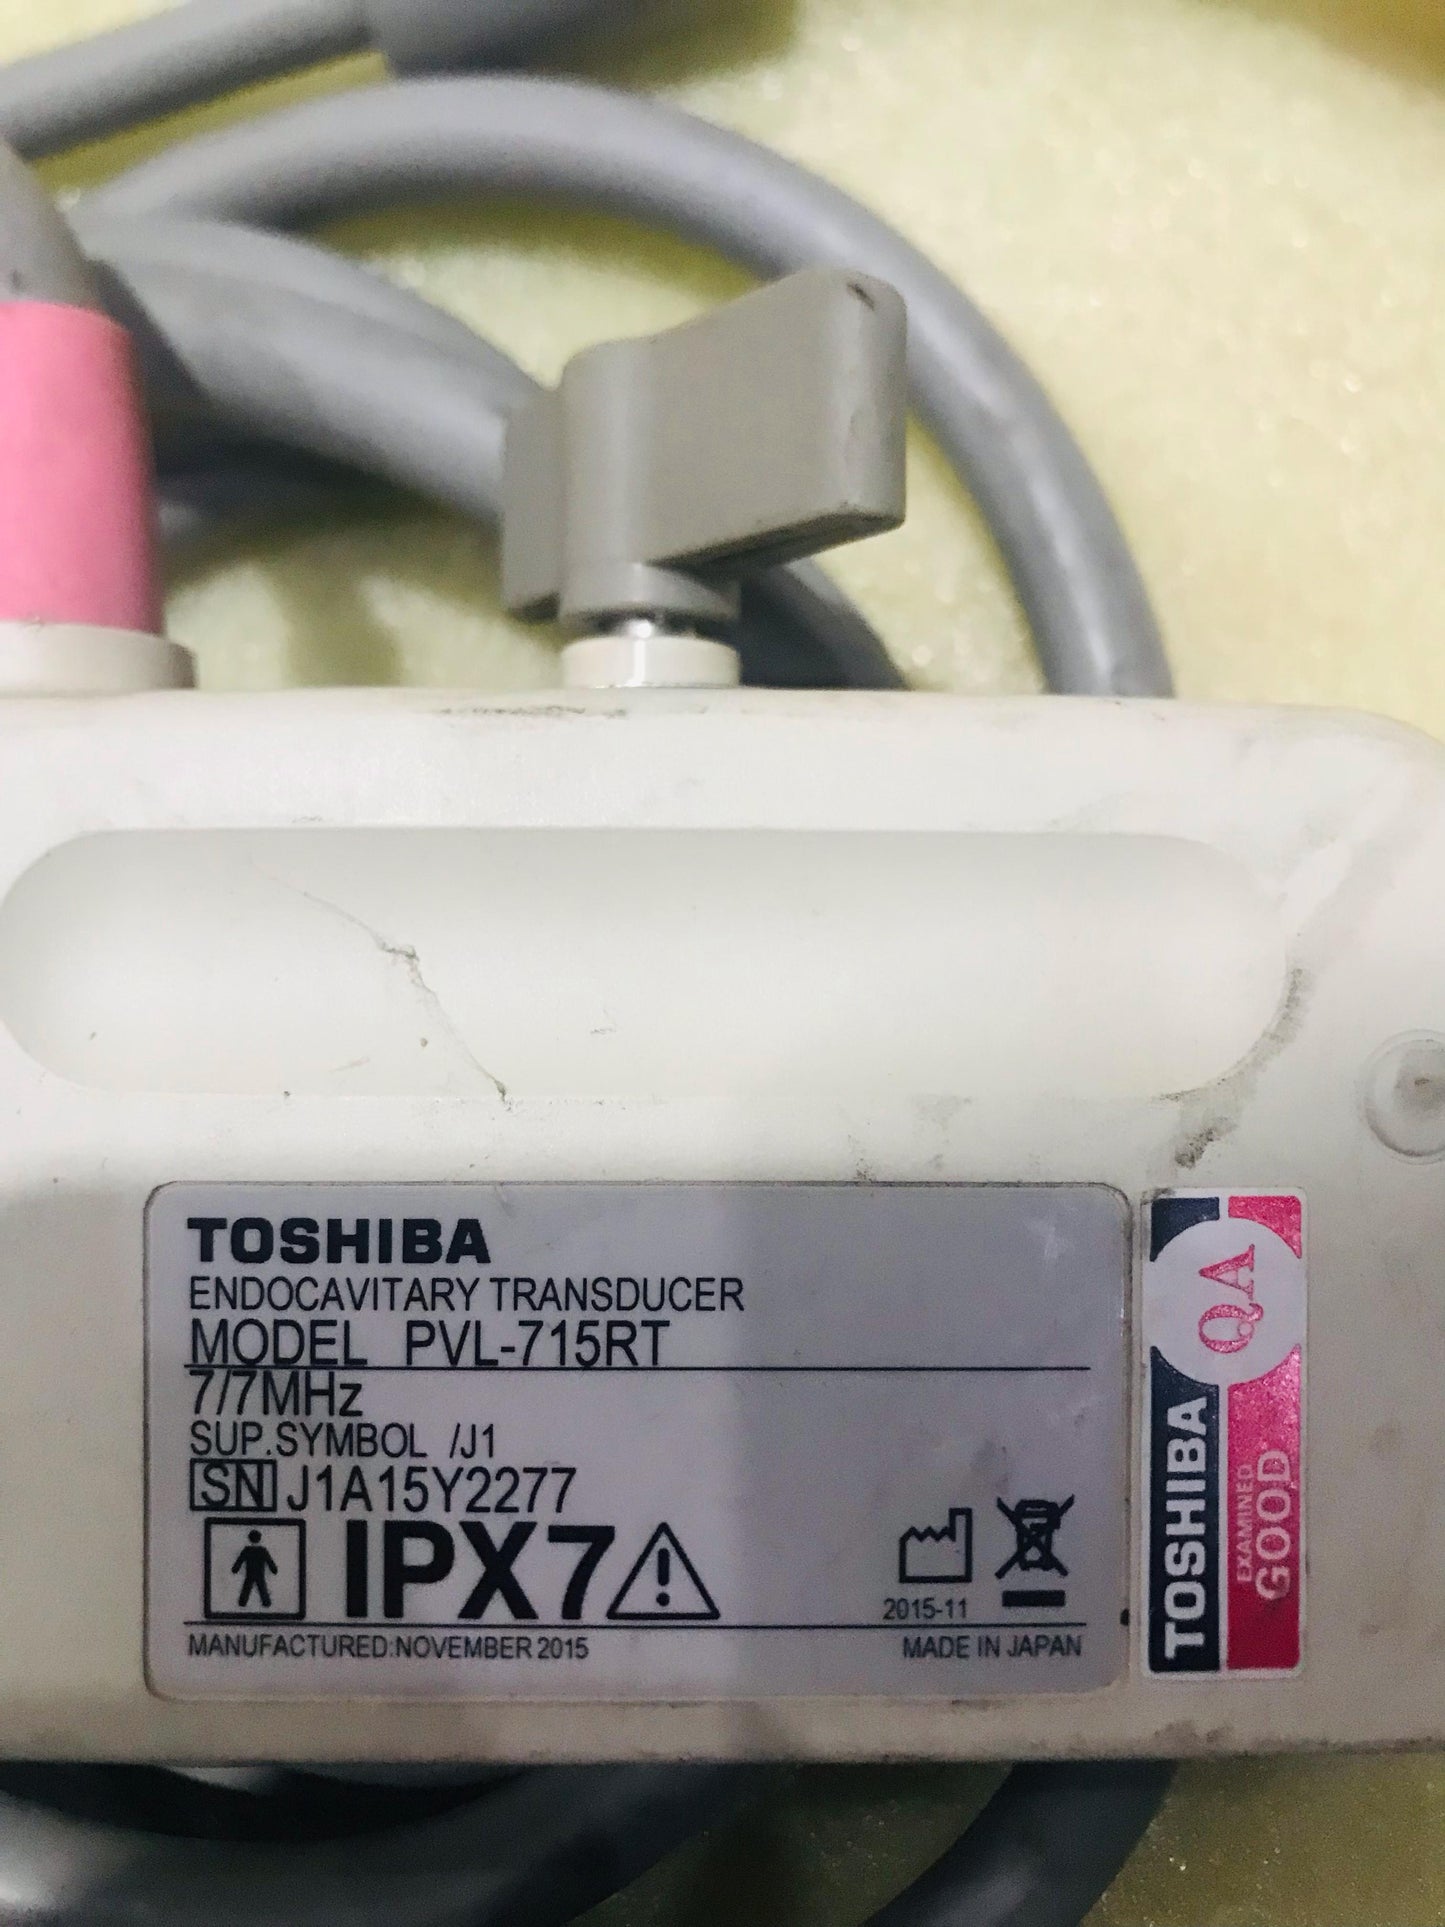 TOSHIBA
ENDOCAVITARY TRANSDUCER
MODEL PVL-715RT
7/7MHz
SUP.SYMBOL /J1
SN J1A15Y2277
IPX7
2015-11
MANUFACTURED:NOVEMBER 2015
MADE IN JAPAN
QA
TOSHIBA
EXAMINED
GOOD